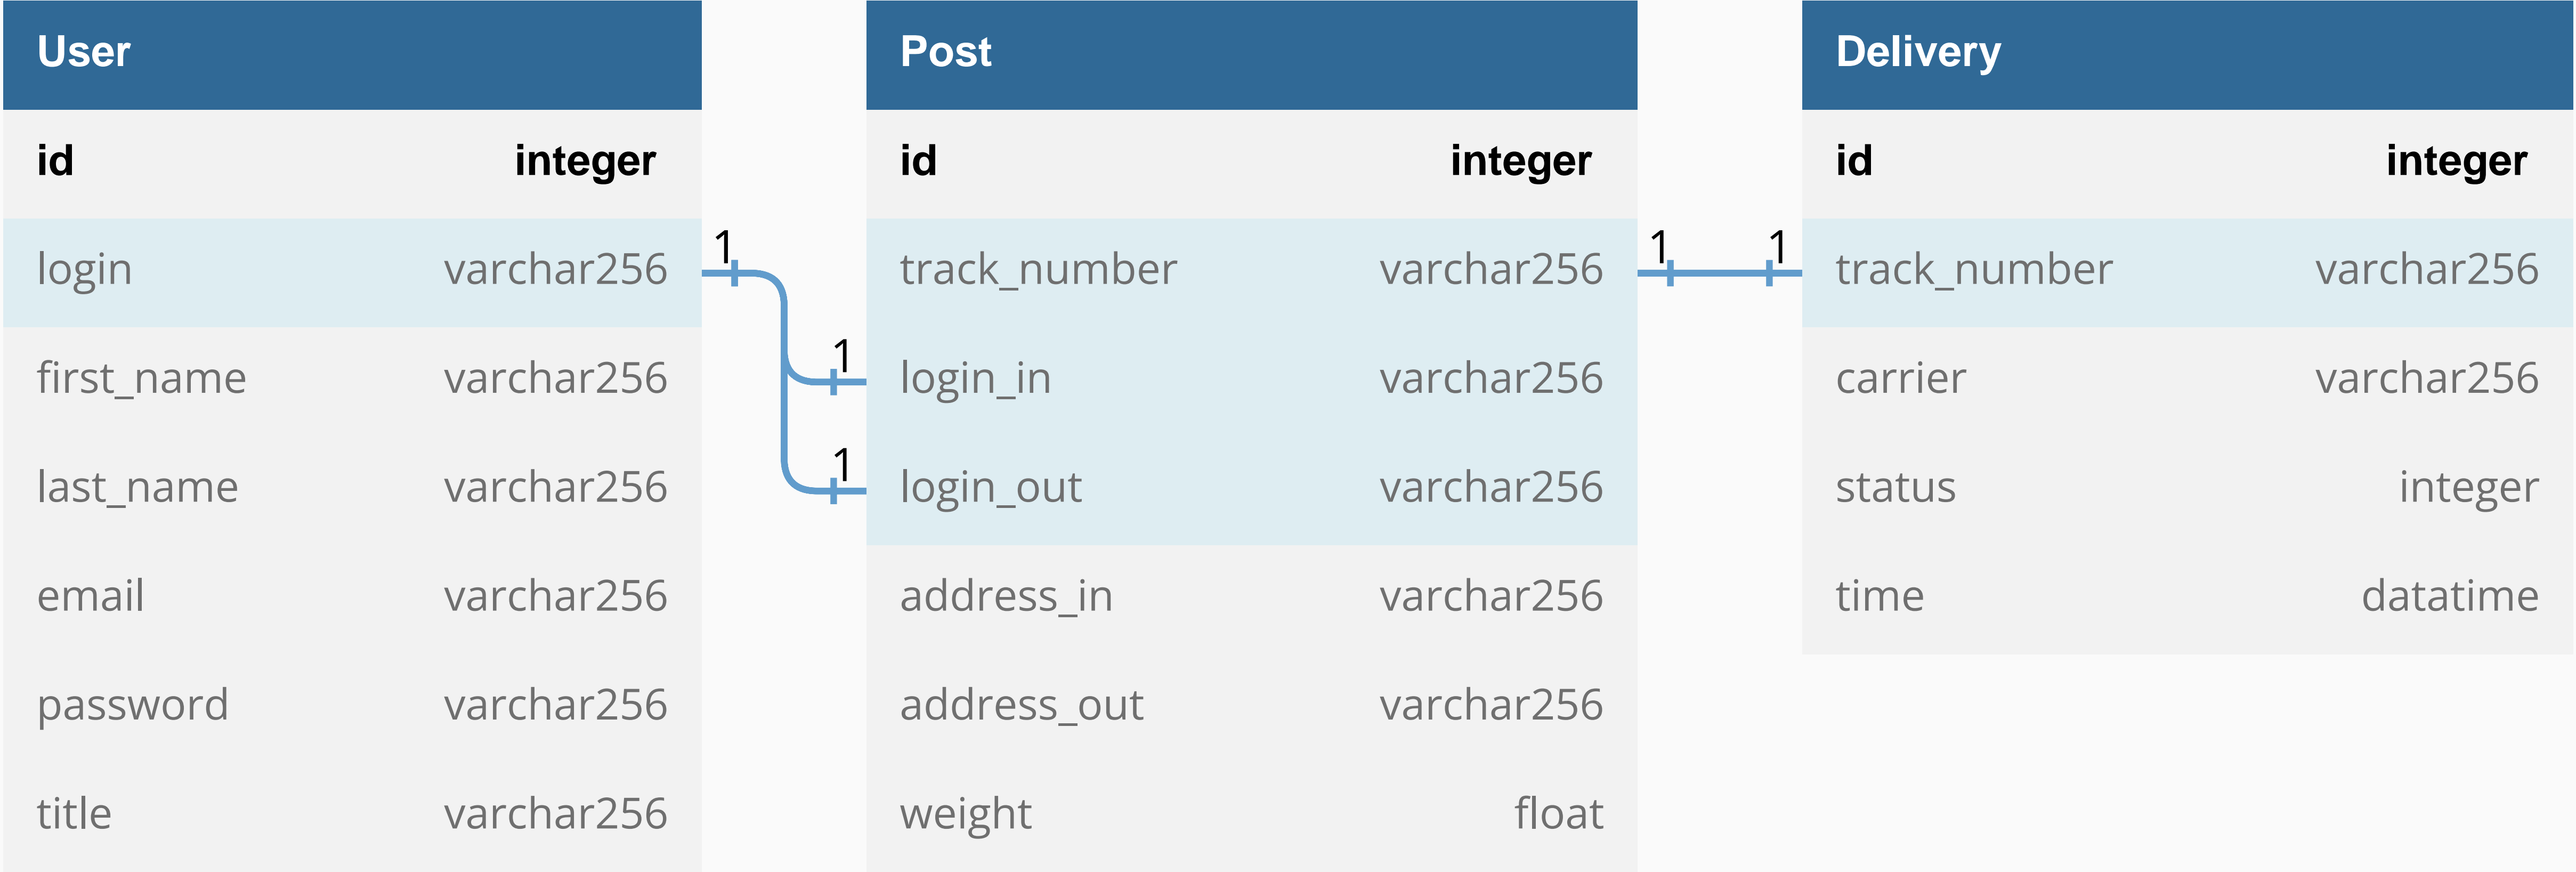 User
id integer
login varchar256
first_name varchar256
last_name varchar256
email varchar256
password varchar256
title varchar256
1
1
1
Post
id integer
track_number varchar256
login_in varchar256
login_out varchar256
address_in varchar256
address_out varchar256
weight float
1 1
Delivery
id integer
track_number varchar256
carrier varchar256
status integer
time datatime